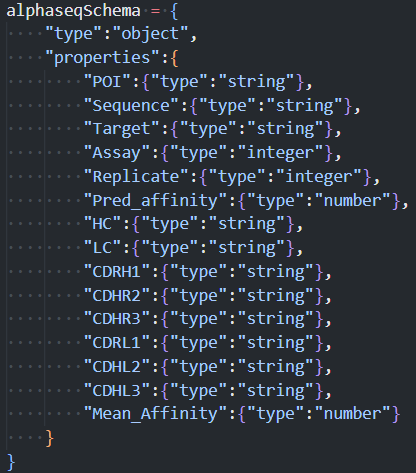 alphaseqSchema = {
    "type":"object",
    "properties":{
        "POI":{"type":"string"},
        "Sequence":{"type":"string"},
        "Target":{"type":"string"},
        "Assay":{"type":"integer"},
        "Replicate":{"type":"integer"},
        "Pred_affinity":{"type":"number"},
        "HC":{"type":"string"},
        "LC":{"type":"string"},
        "CDRH1":{"type":"string"},
        "CDHR2":{"type":"string"},
        "CDHR3":{"type":"string"},
        "CDRL1":{"type":"string"},
        "CDHL2":{"type":"string"},
        "CDHL3":{"type":"string"},
        "Mean_Affinity":{"type":"number"}
    }
}